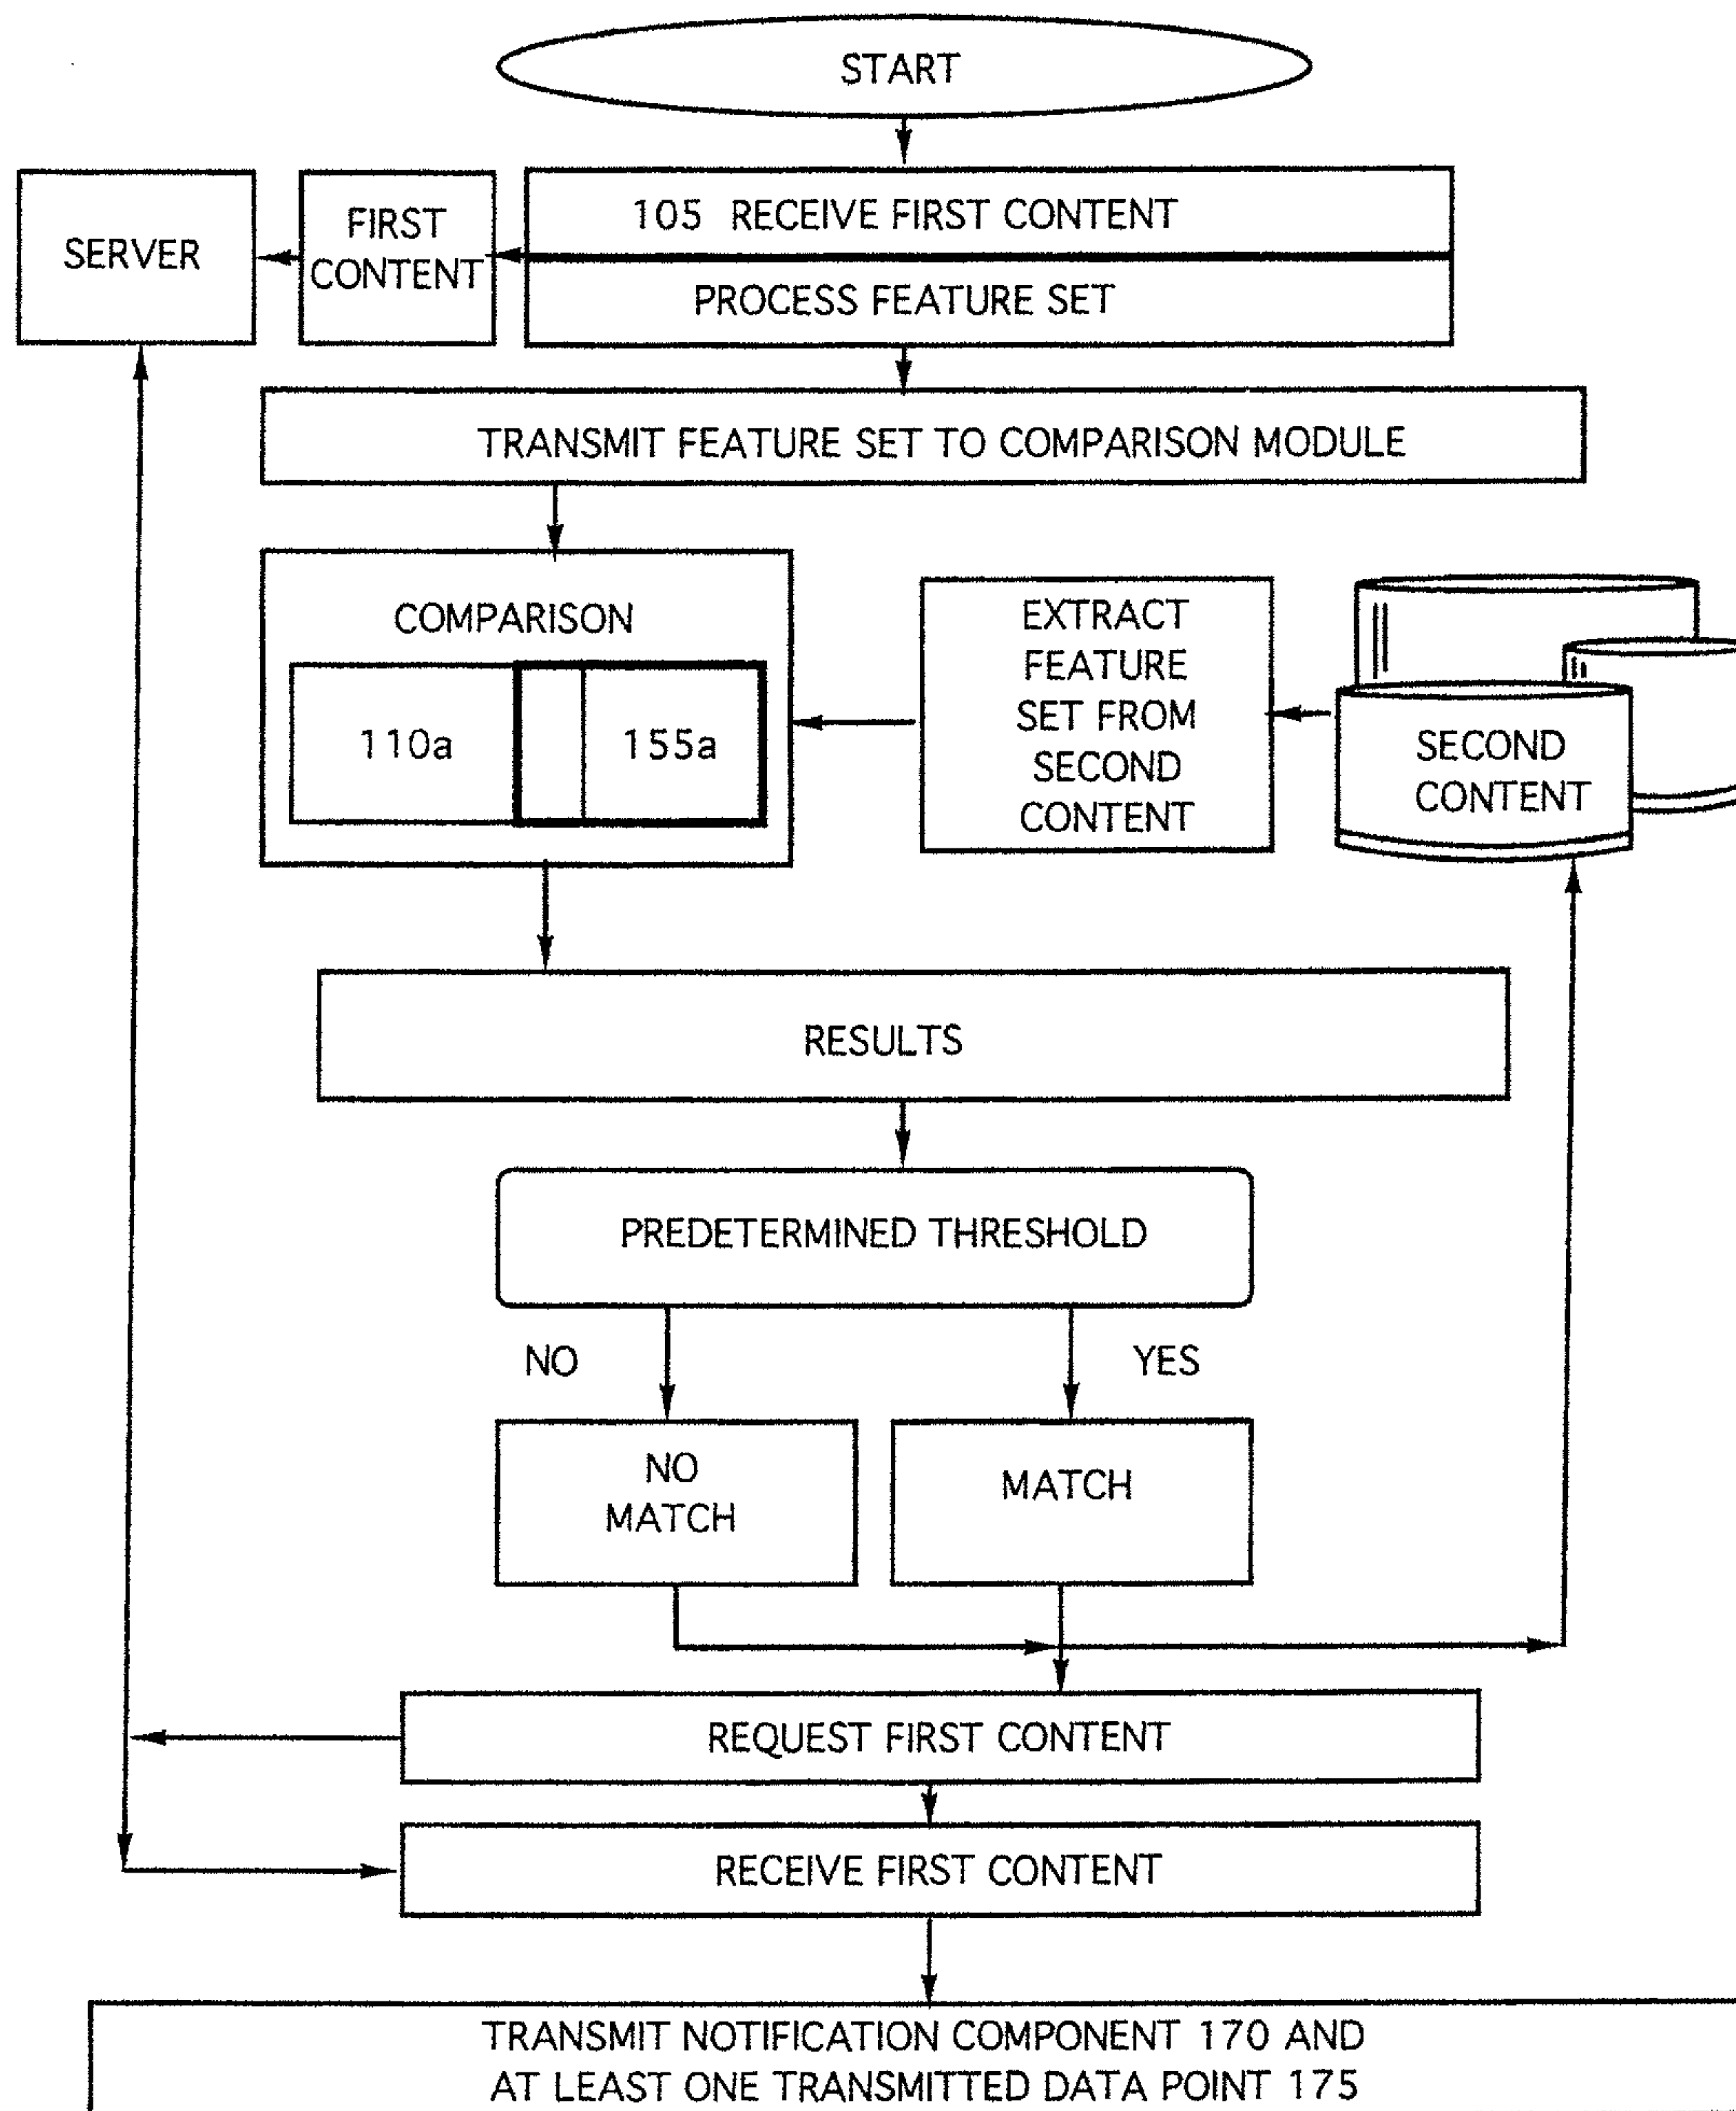 START
105 RECEIVE FIRST CONTENT
PROCESS FEATURE SET
FIRST
CONTENT
SERVER
TRANSMIT FEATURE SET TO COMPARISON MODULE
COMPARISON
110a
155a
EXTRACT
FEATURE
SET FROM
SECOND
CONTENT
SECOND
CONTENT
RESULTS
PREDETERMINED THRESHOLD
NO
YES
NO
MATCH
MATCH
REQUEST FIRST CONTENT
RECEIVE FIRST CONTENT
TRANSMIT NOTIFICATION COMPONENT 170 AND
AT LEAST ONE TRANSMITTED DATA POINT 175